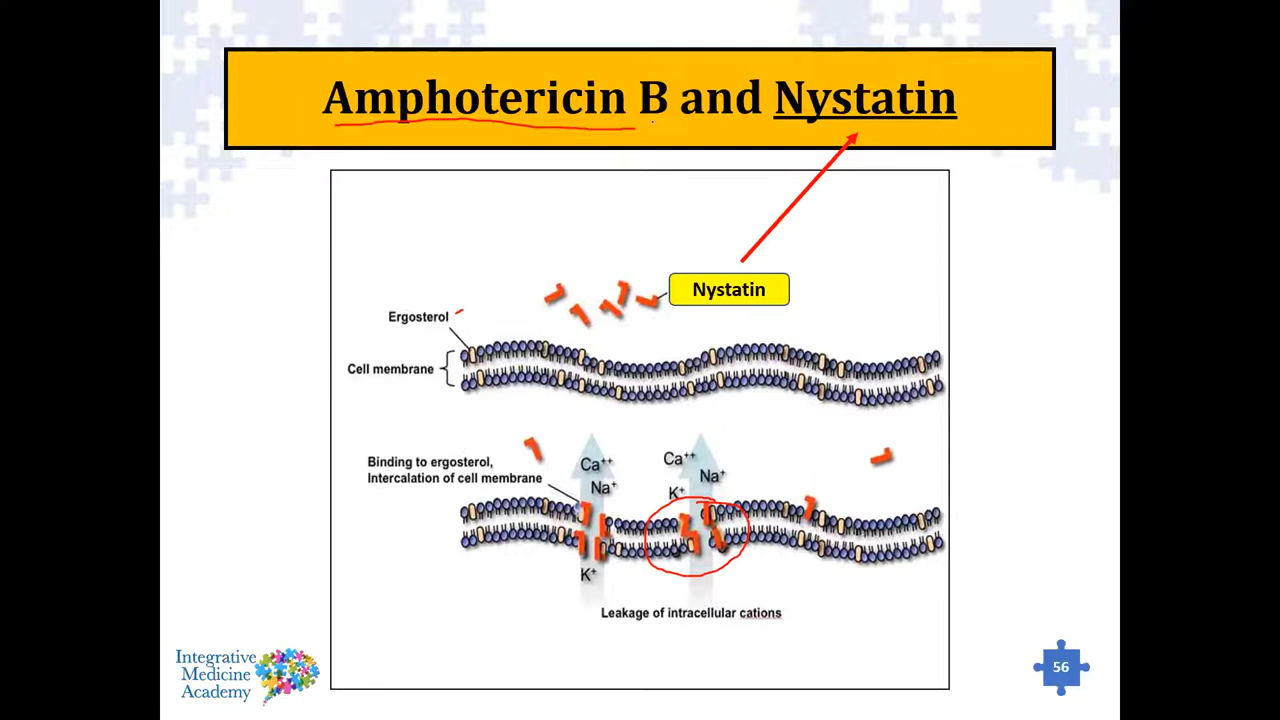 Amphotericin B and Nystatin
Nystatin
Ergosterol
Cell membrane
Binding to ergosterol,
Intercalation of cell membrane
Ca++
Na+
K+
Ca++
Na+
K+
Leakage of intracellular cations
Integrative
Medicine
Academy
56